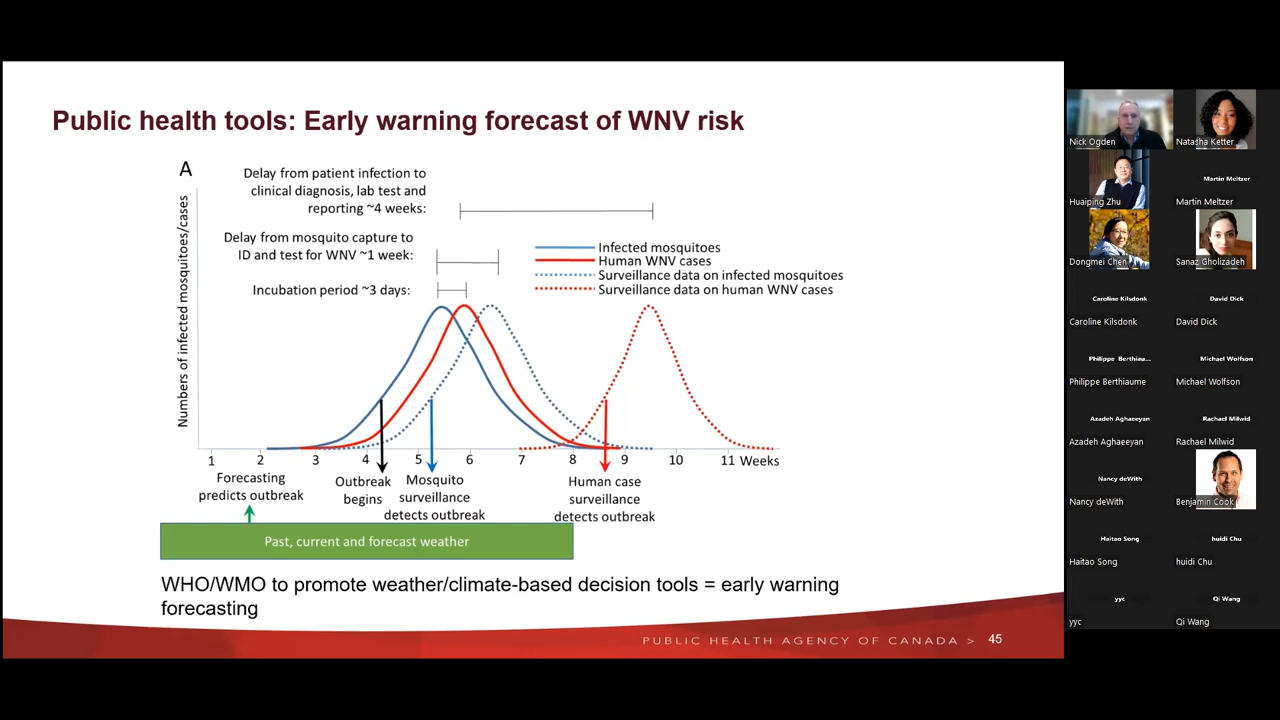 Public health tools: Early warning forecast of WNV risk
A
Delay from patient infection to
clinical diagnosis, lab test and
reporting ~4 weeks:
Delay from mosquito capture to
ID and test for WNV ~1 week:
Incubation period ~3 days:
Infected mosquitoes
Human WNV cases
Surveillance data on infected mosquitoes
Surveillance data on human WNV cases
Numbers of infected mosquitoes/cases
1 2 3 4 5 6 7 8 9 10 11 Weeks
Forecasting
predicts outbreak
Outbreak
begins
Mosquito
surveillance
detects outbreak
Human case
surveillance
detects outbreak
Past, current and forecast weather
WHO/WMO to promote weather/climate-based decision tools = early warning
forecasting
PUBLIC HEALTH AGENCY OF CANADA > 45
Nick Ogden
Natasha Ketter
Huaiping Zhu
Martin Meltzer
Martin Meltzer
Dongmei Chen
Sanaz Gholizadeh
Caroline Kilsdonk
Caroline Kilsdonk
David Dick
David Dick
Philippe Berthiau...
Philippe Berthiaume
Michael Wolfson
Michael Wolfson
Azadeh Aghaeeyan
Azadeh Aghaeeyan
Rachael Milwid
Rachael Milwid
Nancy deWith
Nancy deWith
Benjamin Cook
Haitao Song
Haitao Song
huidi Chu
huidi Chu
yyc
yyc
Qi Wang
Qi Wang